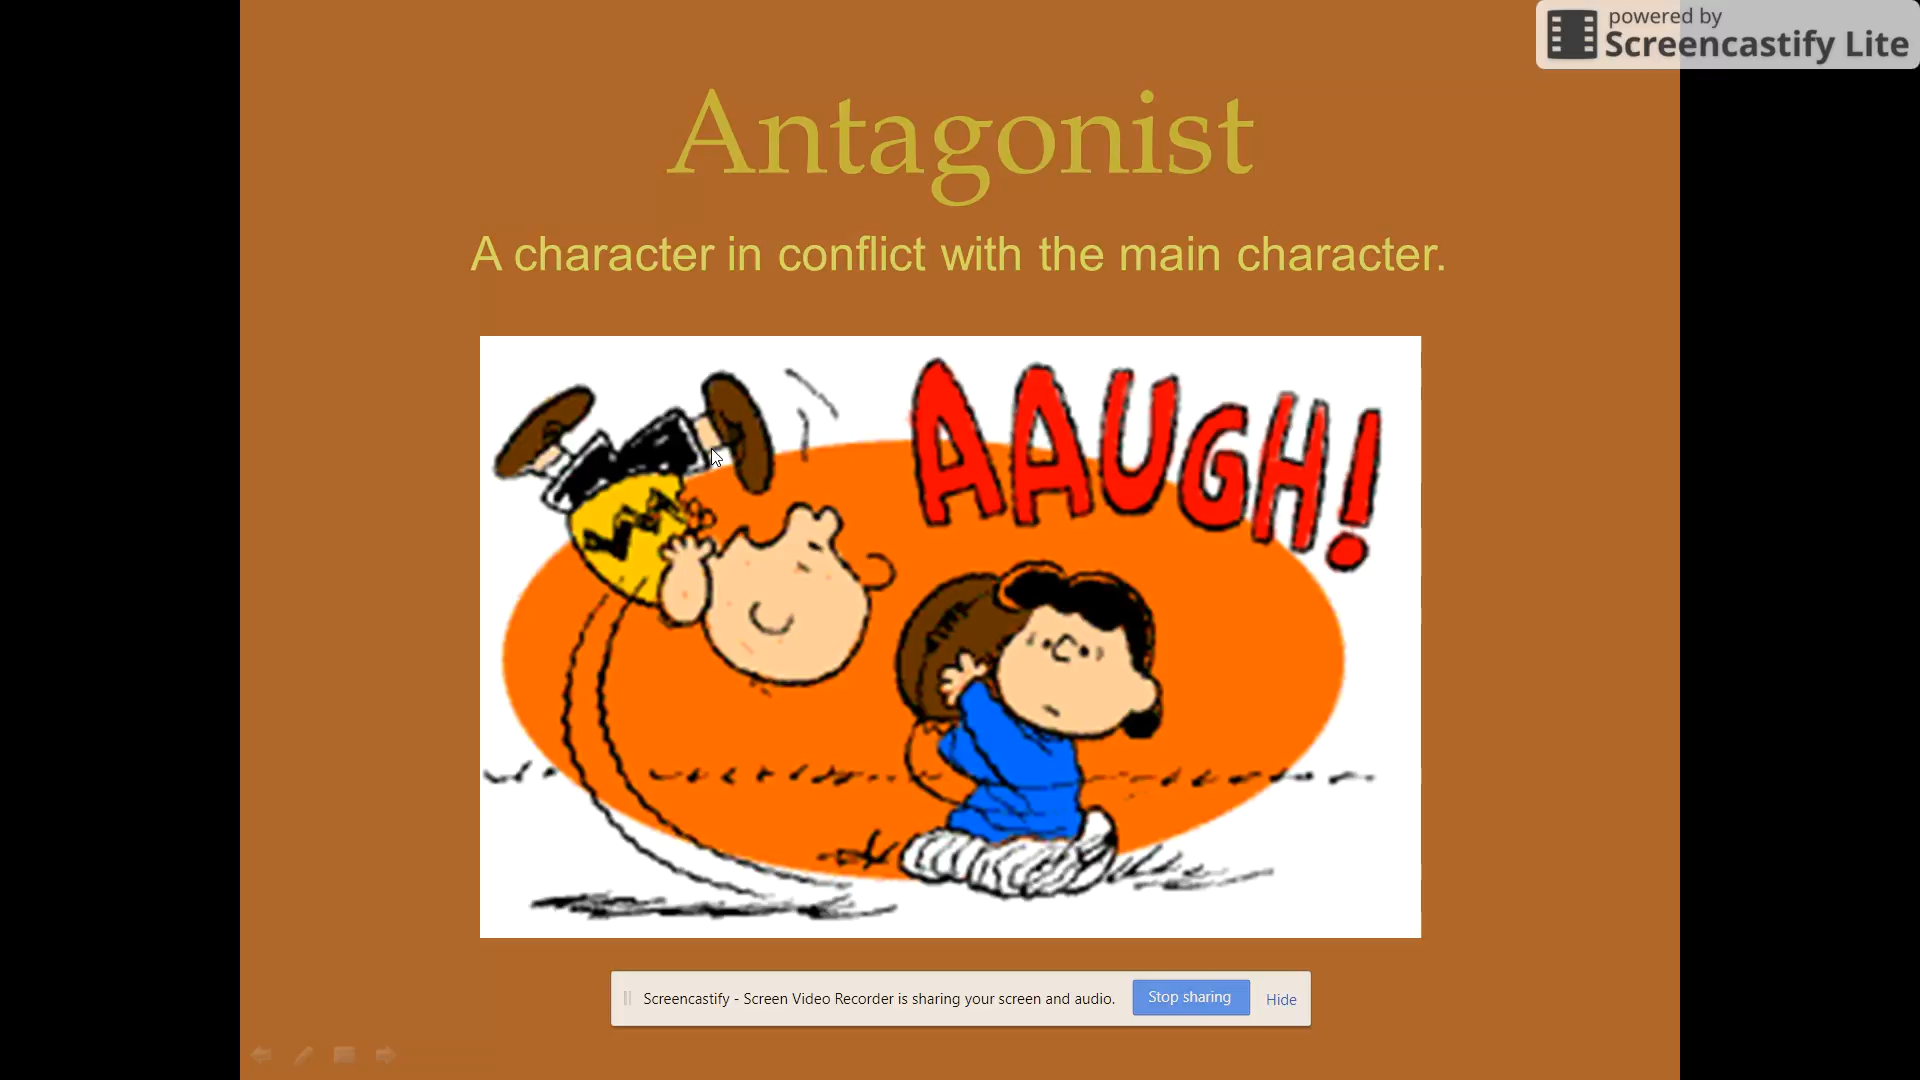 powered by
Screencastify Lite
Antagonist
A character in conflict with the main character.
AAUGH!
Screencastify - Screen Video Recorder is sharing your screen and audio. Stop sharing Hide